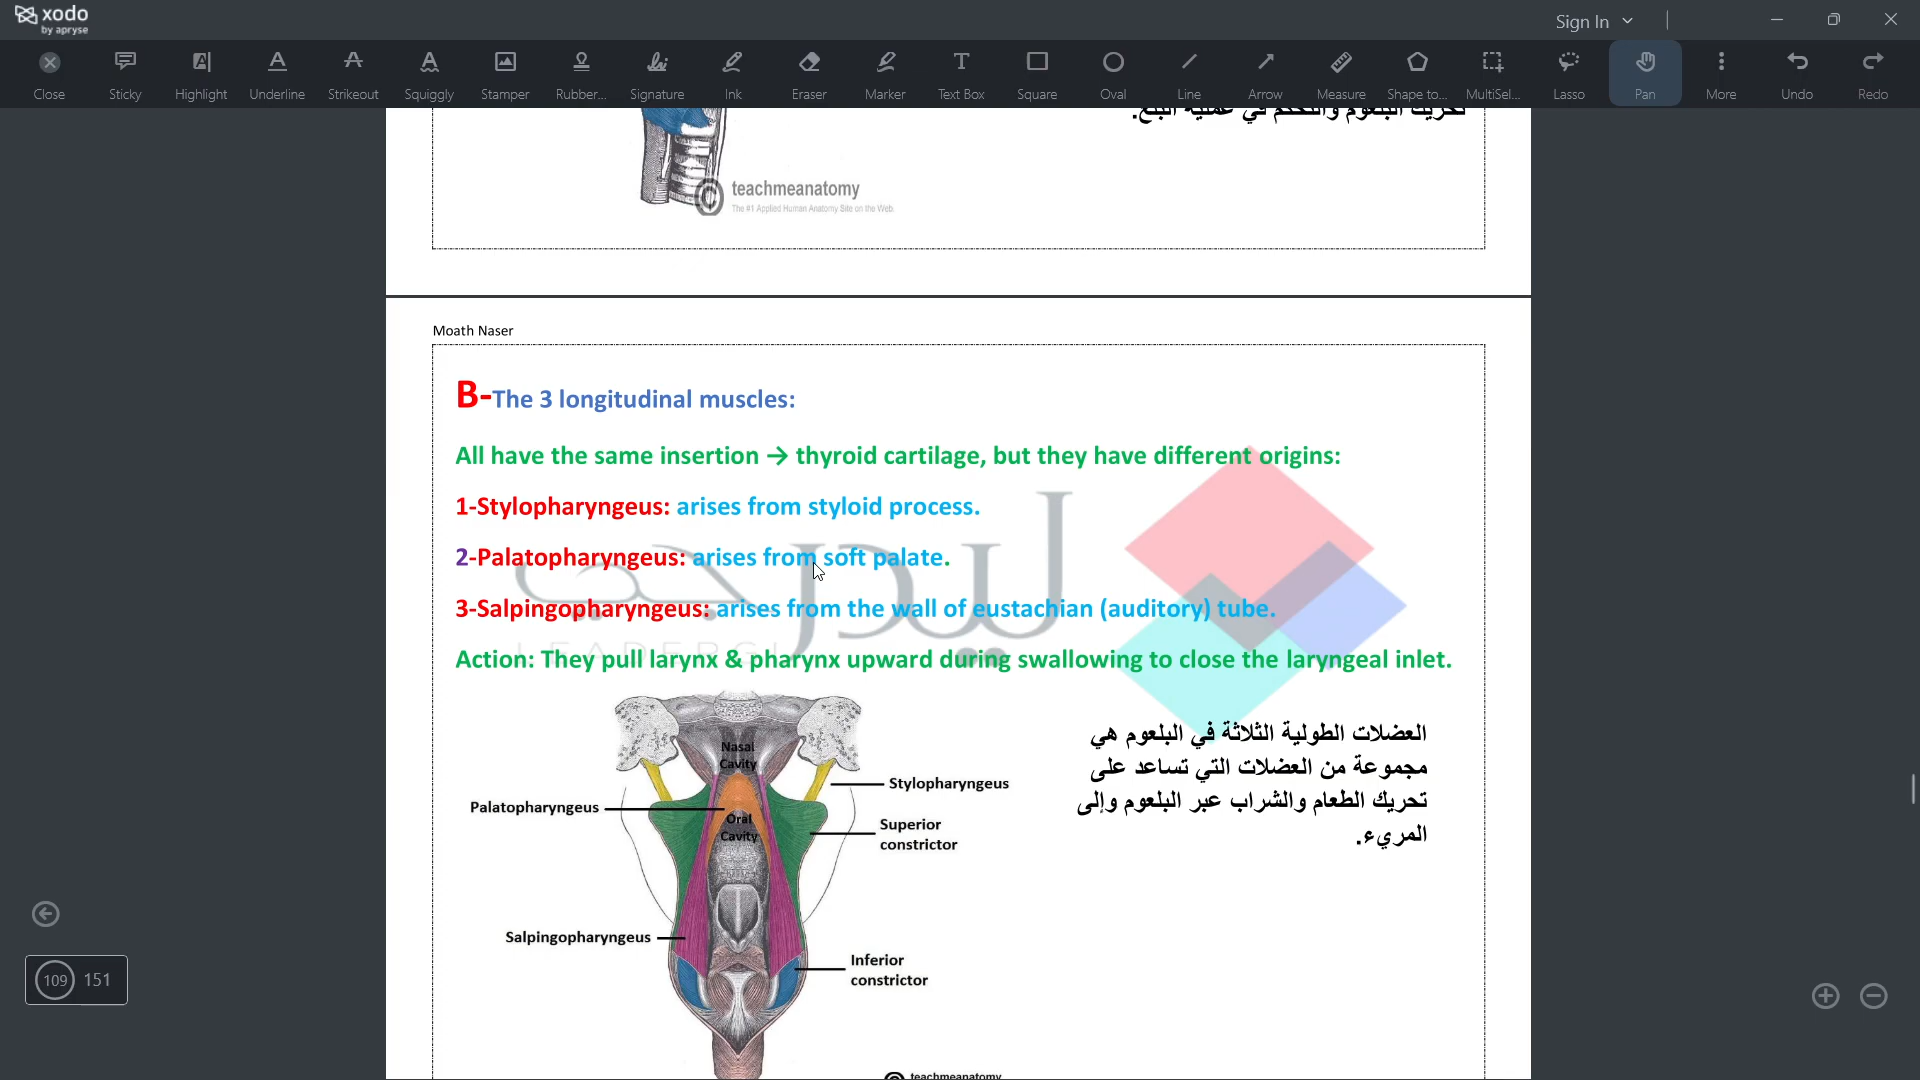 xodo
by apryse
Sign In
Close Sticky Highlight Underline Strikeout Squiggly Stamper Rubber... Signature Ink Eraser Marker Text Box Square Oval Line Arrow Measure Shape to... MultiSel... Lasso Pan More Undo Redo
تحريك البلعوم والتحكم في عملية البلع.
teachmeanatomy
The #1 Applied Human Anatomy Site on the Web.
Moath Naser
B-The 3 longitudinal muscles:
All have the same insertion → thyroid cartilage, but they have different origins:
1-Stylopharyngeus: arises from styloid process.
2-Palatopharyngeus: arises from soft palate.
3-Salpingopharyngeus: arises from the wall of eustachian (auditory) tube.
Action: They pull larynx & pharynx upward during swallowing to close the laryngeal inlet.
العضلات الطولية الثلاثة في البلعوم هي
مجموعة من العضلات التي تساعد على
تحريك الطعام والشراب عبر البلعوم وإلى
المريء.
Nasal
Cavity
Stylopharyngeus
Palatopharyngeus
Oral
Cavity
Superior
constrictor
Salpingopharyngeus
Inferior
constrictor
109 151
teachmeanatomy